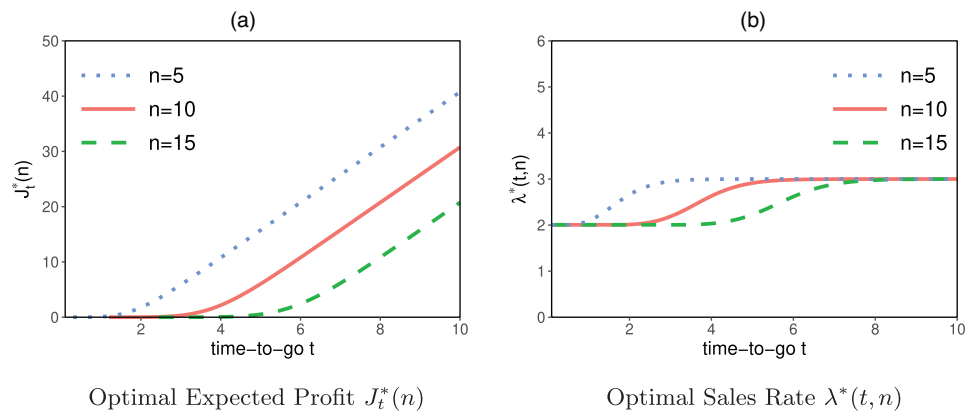 (a)
50
40
30
20
10
0
J*t(n)
n=5
n=10
n=15
2 4 6 8 10
time−to−go t
Optimal Expected Profit J*t(n)
(b)
6
5
4
3
2
1
0
λ*(t,n)
n=5
n=10
n=15
2 4 6 8 10
time−to−go t
Optimal Sales Rate λ*(t, n)